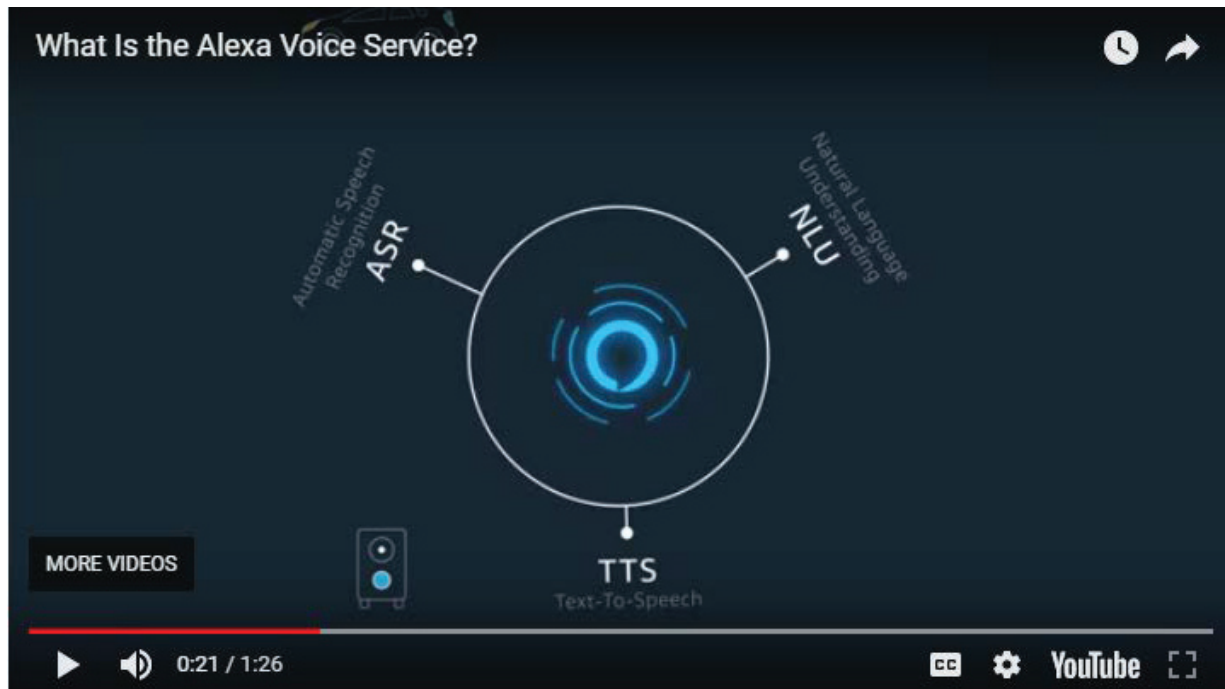 What Is the Alexa Voice Service?
Automatic Speech
Recognition
ASR
Natural Language
Understanding
NLU
TTS
Text-To-Speech
MORE VIDEOS
0:21 / 1:26
CC
YouTube